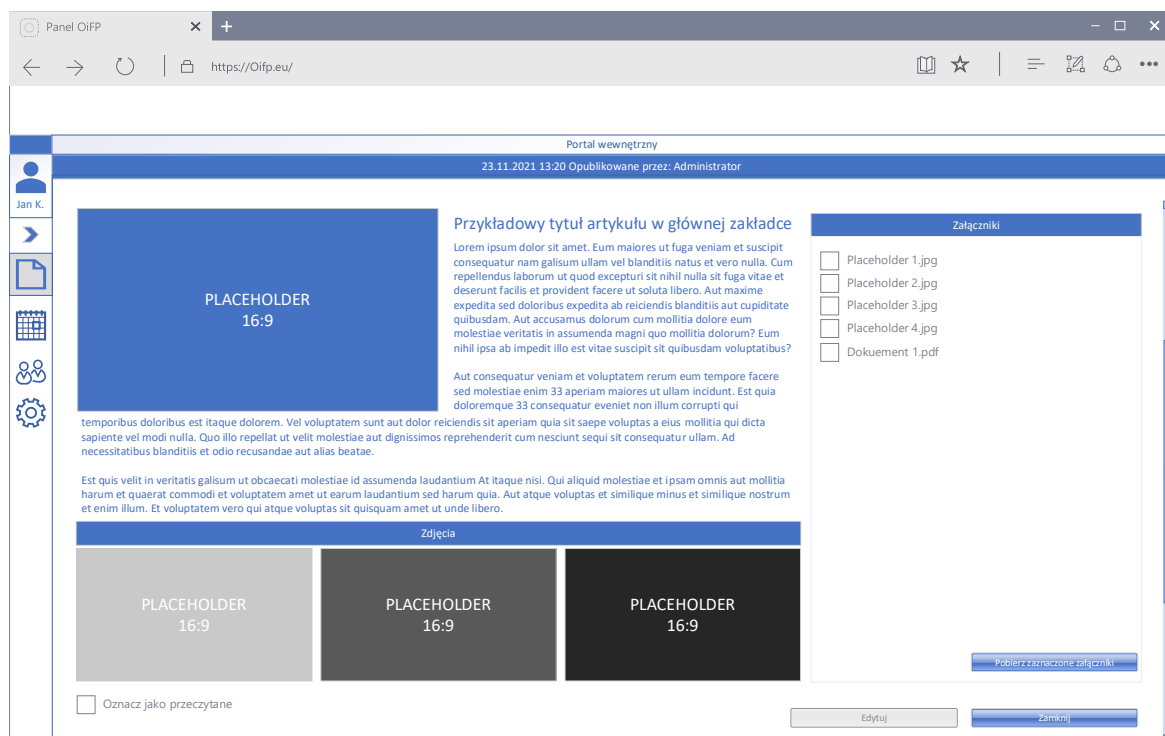 Panel OiFP
https://Oifp.eu/
Portal wewnętrzny
23.11.2021 13:20 Opublikowane przez: Administrator
Jan K.
PLACEHOLDER
16:9
Przykładowy tytuł artykułu w głównej zakładce
Lorem ipsum dolor sit amet. Eum maiores ut fuga veniam et suscipit
consequatur nam galisum ullam vel blanditiis natus et vero nulla. Cum
repellendus laborum ut quod excepturi sit nihil nulla sit fuga vitae et
deserunt facilis et provident facere ut soluta libero. Aut maxime
expedita sed doloribus expedita ab reiciendis blanditiis aut cupiditate
quibusdam. Aut accusamus dolorum cum mollitia dolore eum
molestiae veritatis in assumenda magni quo mollitia dolorum? Eum
nihil ipsa ab impedit illo est vitae suscipit sit quibusdam voluptatibus?
Aut consequatur veniam et voluptatem rerum eum tempore facere
sed molestiae enim 33 aperiam maiores ut ullam incidunt. Est quia
doloremque 33 consequatur eveniet non illum corrupti qui
temporibus doloribus est itaque dolorem. Vel voluptatem sunt aut dolor reiciendis sit aperiam quia sit saepe voluptas a eius mollitia qui dicta
sapiente vel modi nulla. Quo illo repellat ut velit molestiae aut dignissimos reprehenderit cum nesciunt sequi sit consequatur ullam. Ad
necessitatibus blanditiis et odio recusandae aut alias beatae.
Est quis velit in veritatis galisum ut obcaecati molestiae id assumenda laudantium At itaque nisi. Qui aliquid molestiae et ipsam omnis aut mollitia
harum et quaerat commodi et voluptatem amet ut earum laudantium sed harum quia. Aut atque voluptas et similique minus et similique nostrum
et enim illum. Et voluptatem vero qui atque voluptas sit quisquam amet ut unde libero.
Zdjęcia
PLACEHOLDER
16:9
PLACEHOLDER
16:9
PLACEHOLDER
16:9
Oznacz jako przeczytane
Załączniki
Placeholder 1.jpg
Placeholder 2.jpg
Placeholder 3.jpg
Placeholder 4.jpg
Dokuement 1.pdf
Pobierz zaznaczone załączniki
Edytuj
Zamknij